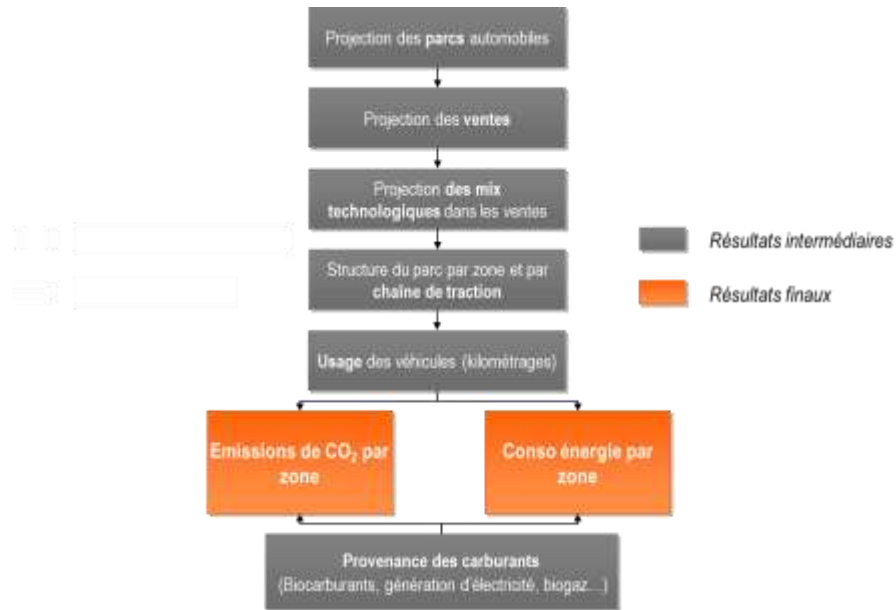 Projection des parcs automobiles
Projection des ventes
Projection des mix
technologiques dans les ventes
Structure du parc par zone et par
chaîne de traction
Usage des véhicules (kilométrages)
Emissions de CO₂ par
zone
Conso énergie par
zone
Provenance des carburants
(Biocarburants, génération d'électricité, biogaz...)
Résultats intermédiaires
Résultats finaux